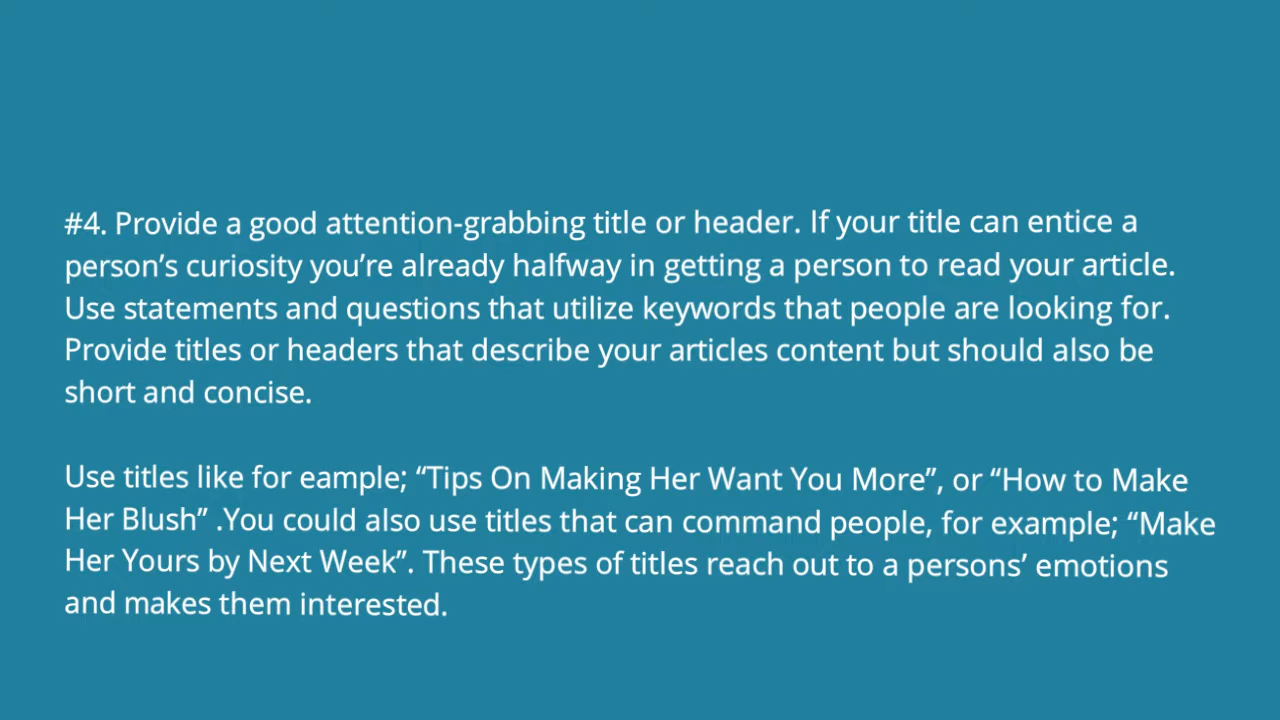 #4. Provide a good attention-grabbing title or header. If your title can entice a
person’s curiosity you’re already halfway in getting a person to read your article.
Use statements and questions that utilize keywords that people are looking for.
Provide titles or headers that describe your articles content but should also be
short and concise.
Use titles like for eample; “Tips On Making Her Want You More”, or “How to Make
Her Blush” .You could also use titles that can command people, for example; “Make
Her Yours by Next Week”. These types of titles reach out to a persons’ emotions
and makes them interested.